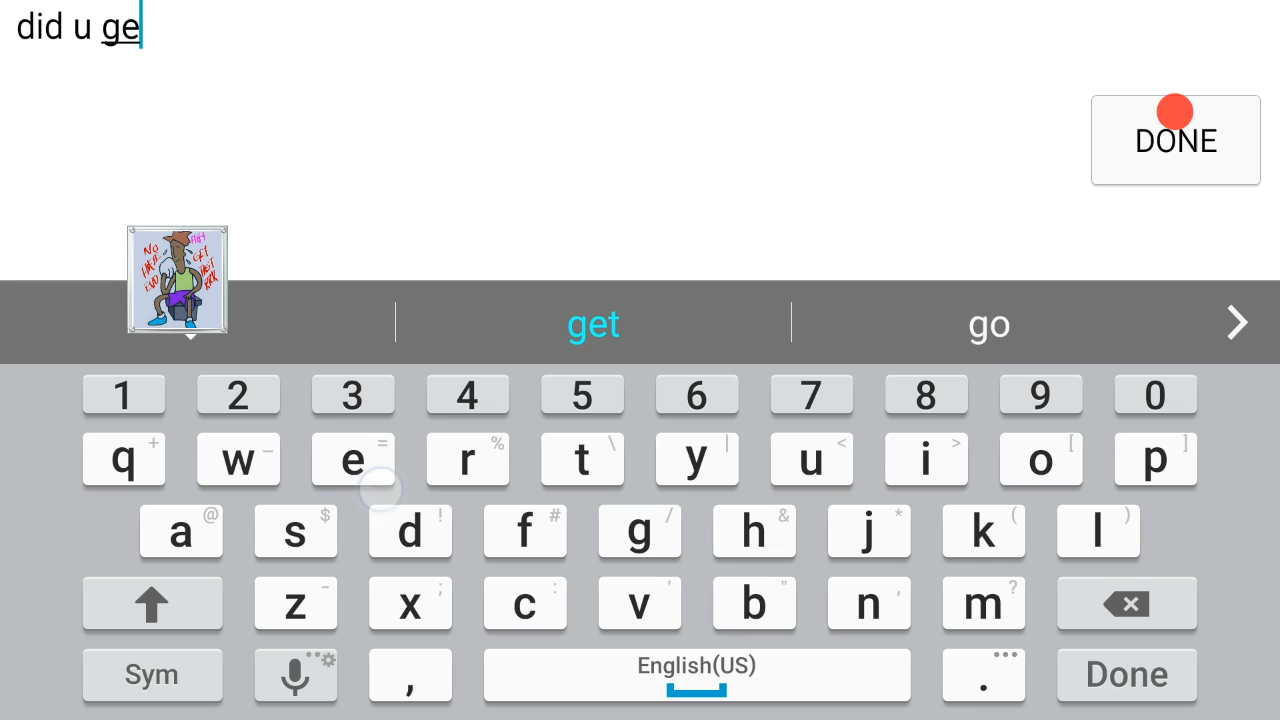 did u ge
DONE
NO
get
go
1 2 3 4 5 6 7 8 9 0
q + w - e = r % t \ y | u < i > o [ p ]
a @ s $ d ! f # g / h & j * k ( l )
z - x ; c : v ' b " n , m ?
Sym , English(US) . Done